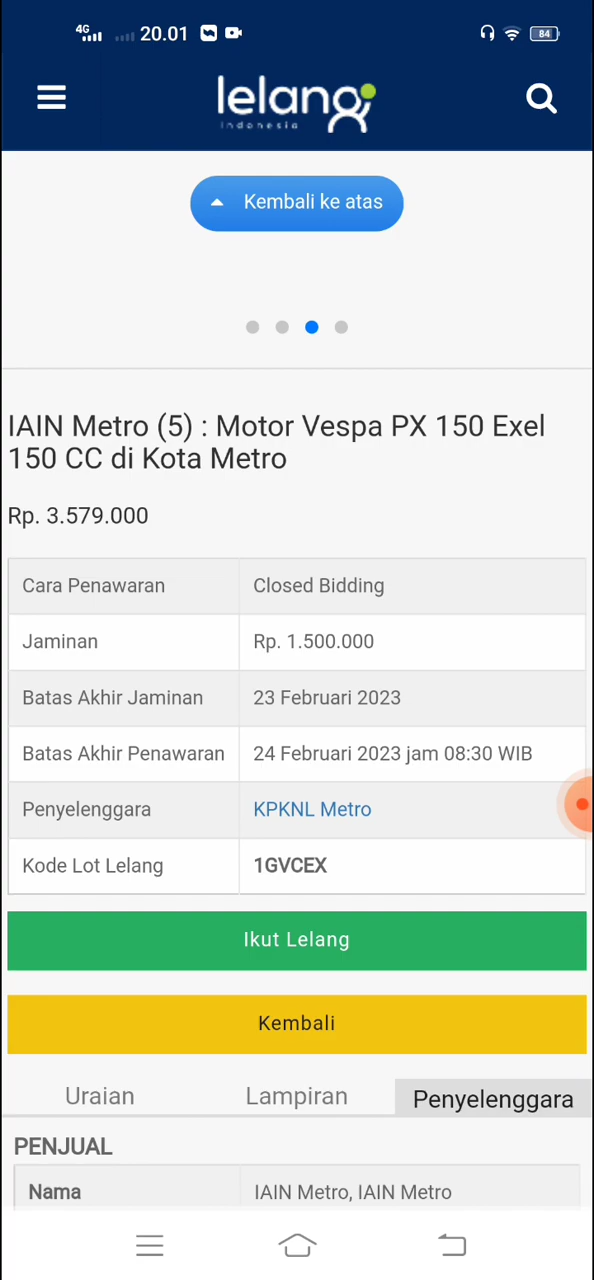 4G
20.01
84
lelang
indonesia
Kembali ke atas
IAIN Metro (5) : Motor Vespa PX 150 Exel
150 CC di Kota Metro
Rp. 3.579.000
Cara Penawaran Closed Bidding
Jaminan Rp. 1.500.000
Batas Akhir Jaminan 23 Februari 2023
Batas Akhir Penawaran 24 Februari 2023 jam 08:30 WIB
Penyelenggara KPKNL Metro
Kode Lot Lelang 1GVCEX
Ikut Lelang
Kembali
Uraian Lampiran Penyelenggara
PENJUAL
Nama IAIN Metro, IAIN Metro